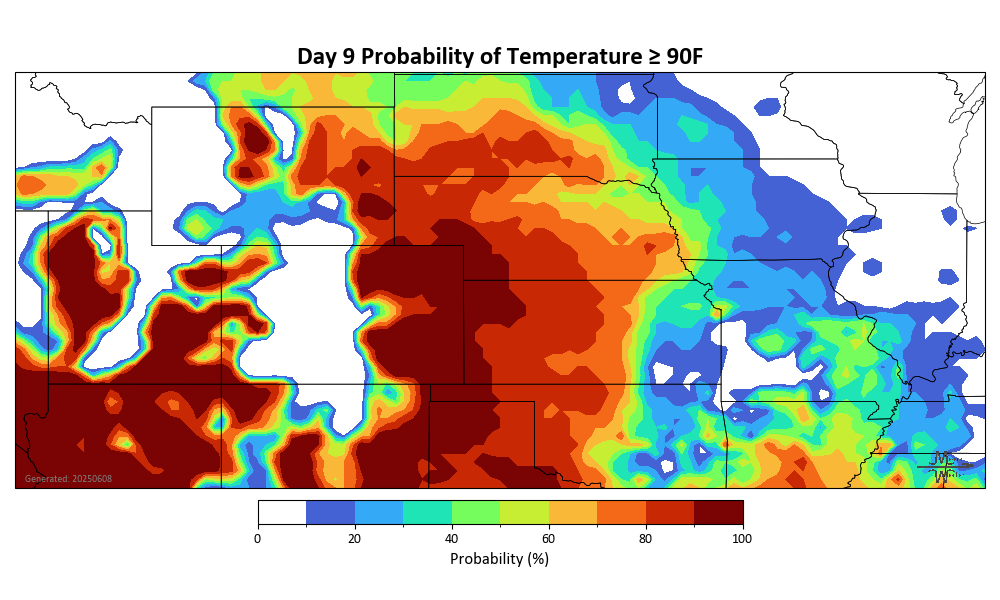 Day 9 Probability of Temperature ≥ 90F
Generated: 20250608
0 20 40 60 80 100
Probability (%)